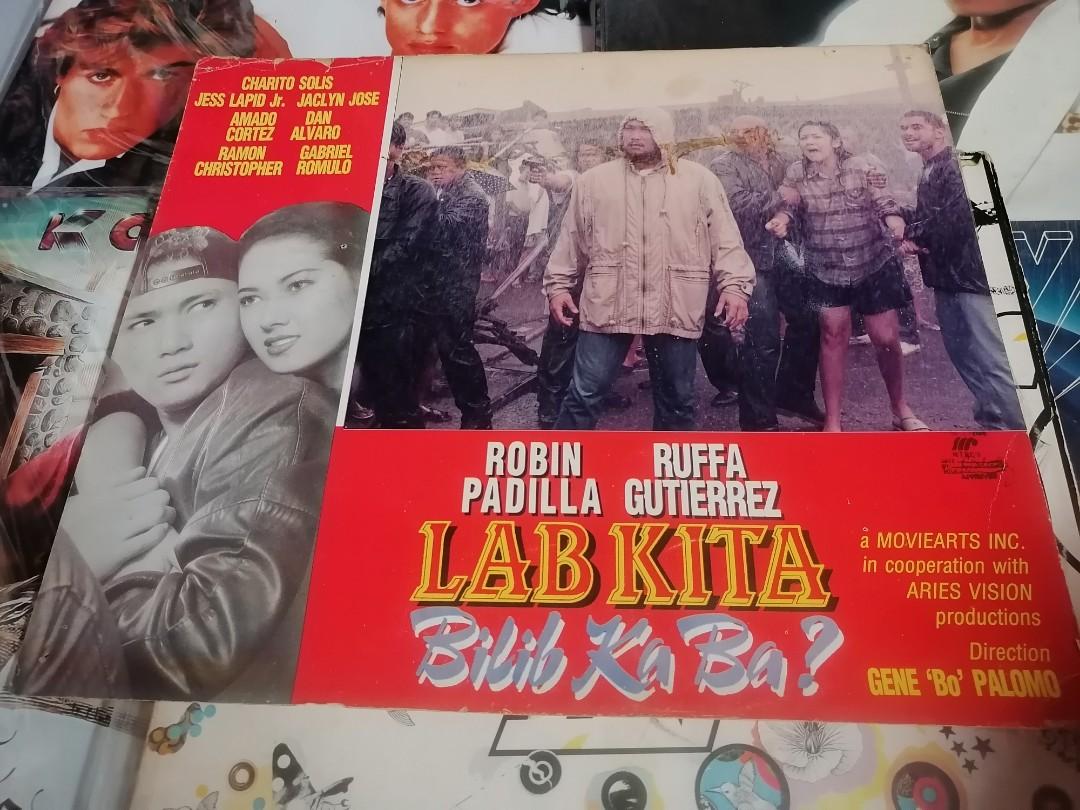 CHARITO SOLIS
JESS LAPID Jr. JACLYN JOSE
AMADO CORTEZ
DAN ALVARO
RAMON CHRISTOPHER
GABRIEL ROMULO
ROBIN PADILLA
RUFFA GUTIERREZ
LAB KITA
Bilib Ka Ba?
a MOVIEARTS INC.
in cooperation with
ARIES VISION
productions
Direction
GENE 'Bo' PALOMO